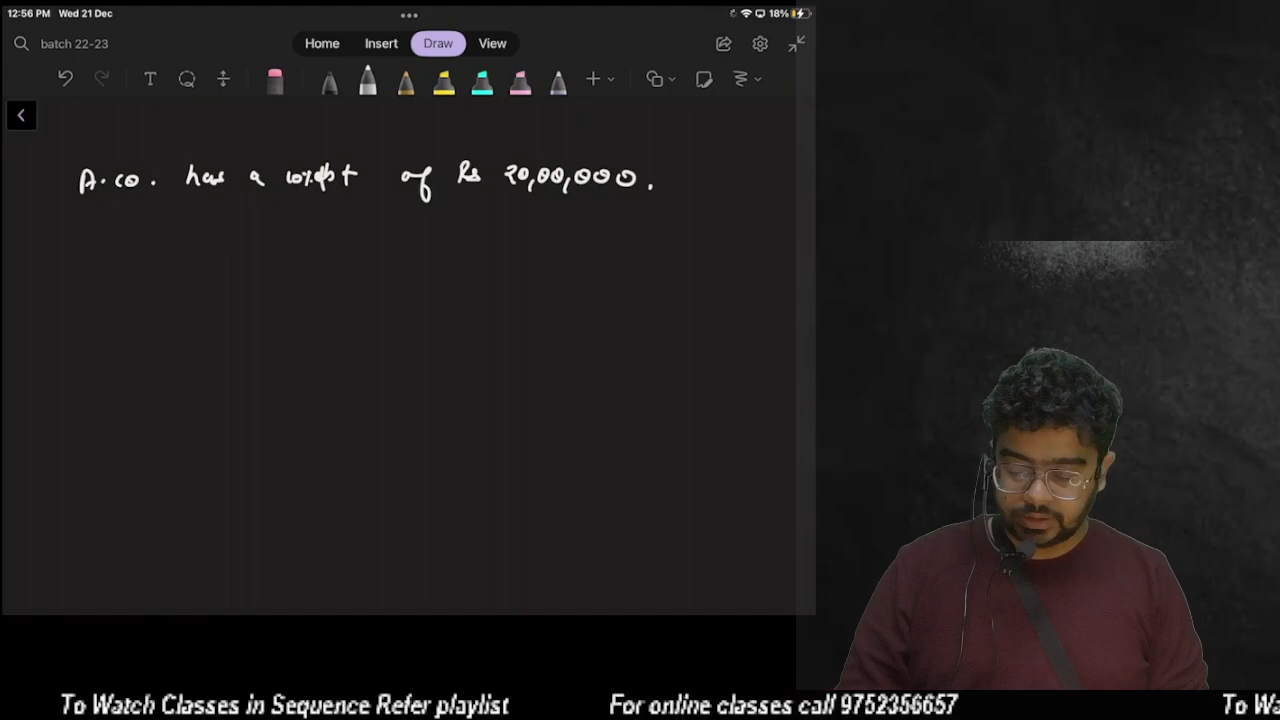 12:56 PM Wed 21 Dec
18%
batch 22-23
Home Insert Draw View
A. co. has a 10% debt of Rs 20,00,000.
To Watch Classes in Sequence Refer playlist For online classes call 9752356657 To Wa